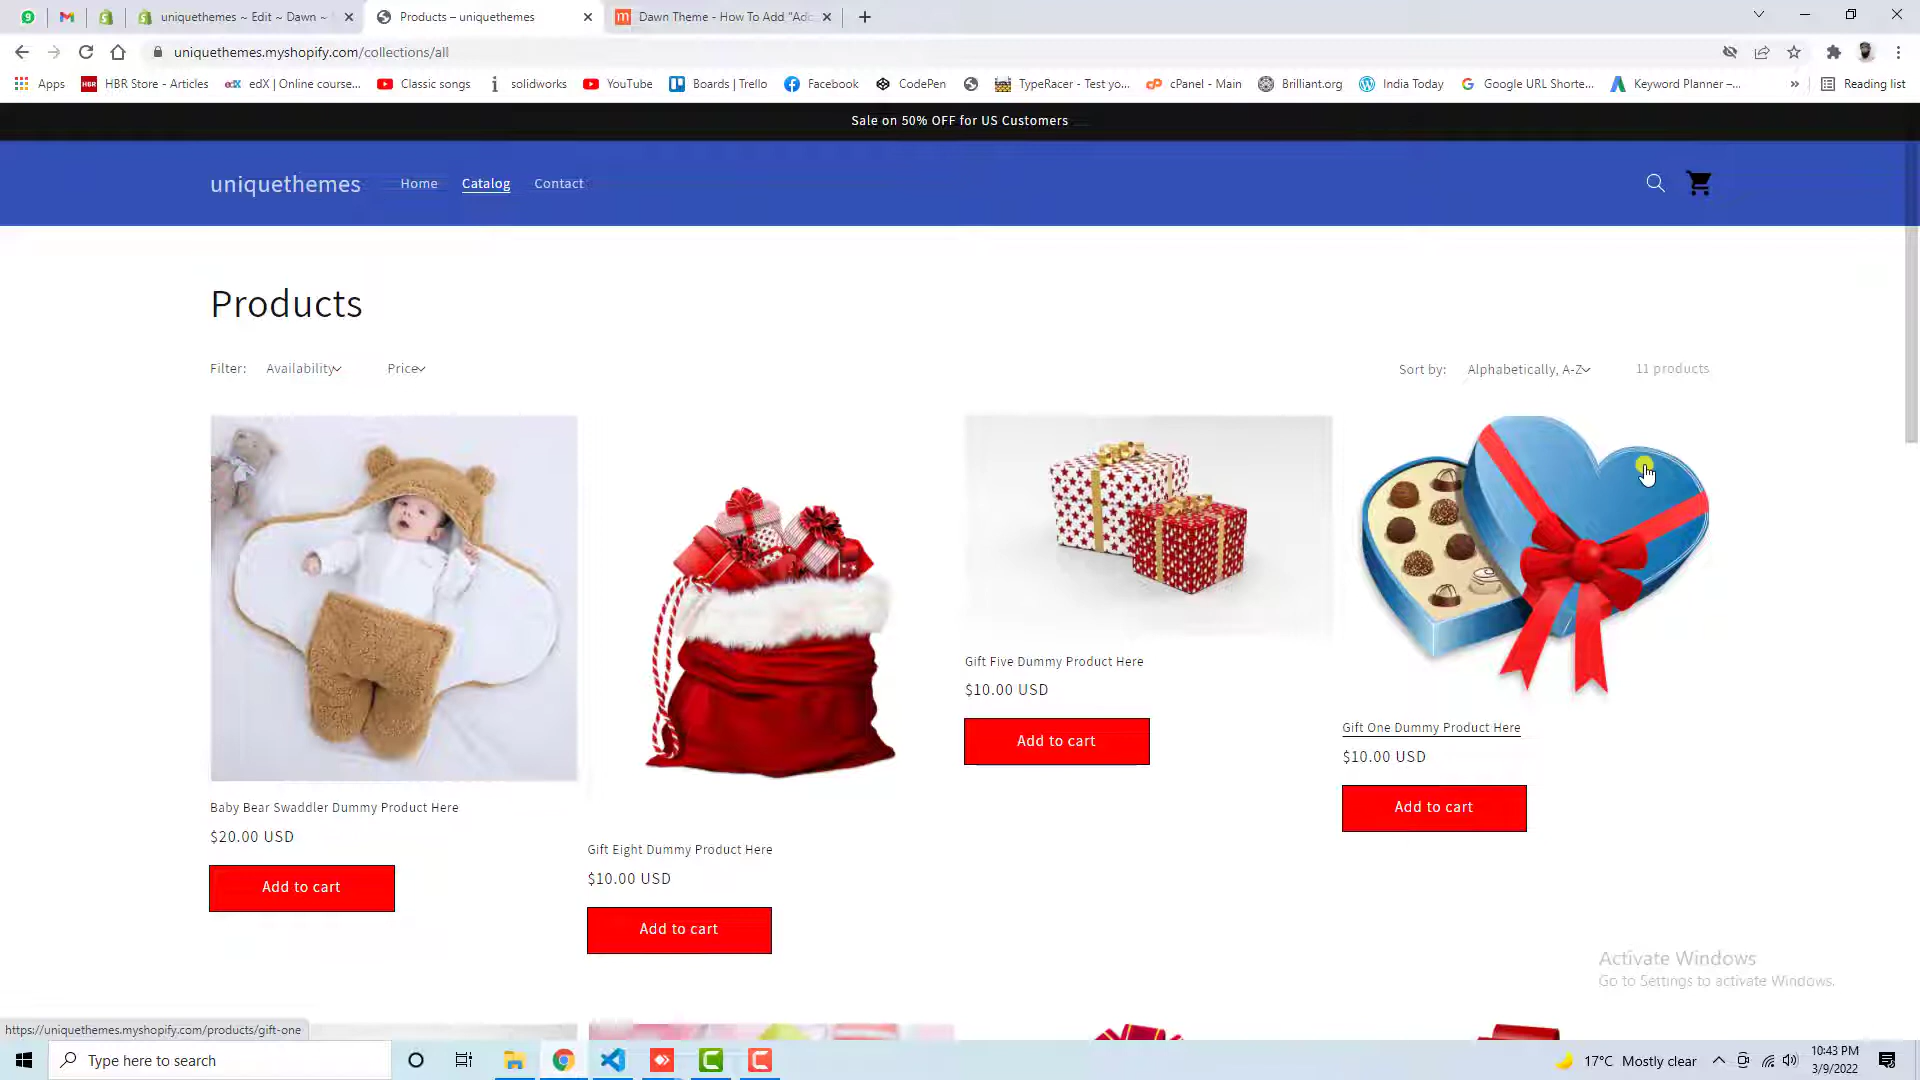 uniquethemes ~ Edit ~ Dawn ~
Products – uniquethemes
Dawn Theme - How To Add "Add
uniquethemes.myshopify.com/collections/all
Apps
HBR Store - Articles
edX | Online course...
Classic songs
solidworks
YouTube
Boards | Trello
Facebook
CodePen
TypeRacer - Test yo...
cPanel - Main
Brilliant.org
India Today
Google URL Shorte...
Keyword Planner –...
»
Reading list
Sale on 50% OFF for US Customers
uniquethemes
Home
Catalog
Contact
Products
Filter:
Availability
Price
Sort by:
Alphabetically, A-Z
11 products
Baby Bear Swaddler Dummy Product Here
$20.00 USD
Add to cart
Gift Eight Dummy Product Here
$10.00 USD
Add to cart
Gift Five Dummy Product Here
$10.00 USD
Add to cart
Gift One Dummy Product Here
$10.00 USD
Add to cart
Activate Windows
Go to Settings to activate Windows.
https://uniquethemes.myshopify.com/products/gift-one
Type here to search
17°C Mostly clear
10:43 PM
3/9/2022